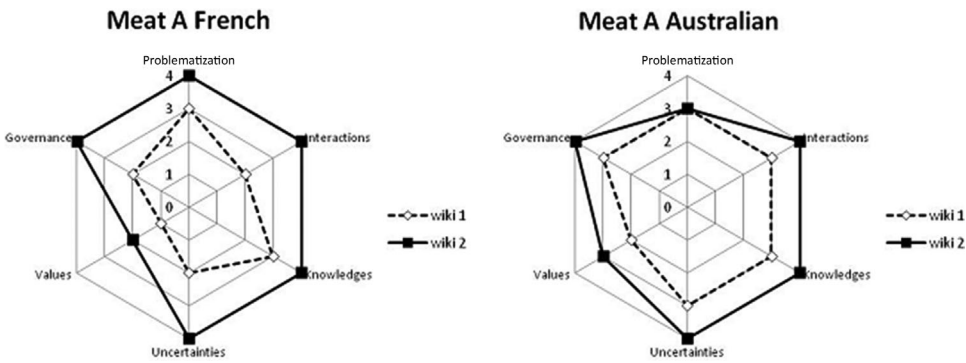 Meat A French
Problematization
4
3
2
1
0
Governance
Interactions
Values
Knowledges
Uncertainties
wiki 1
wiki 2
Meat A Australian
Problematization
4
3
2
1
0
Governance
Interactions
Values
Knowledges
Uncertainties
wiki 1
wiki 2